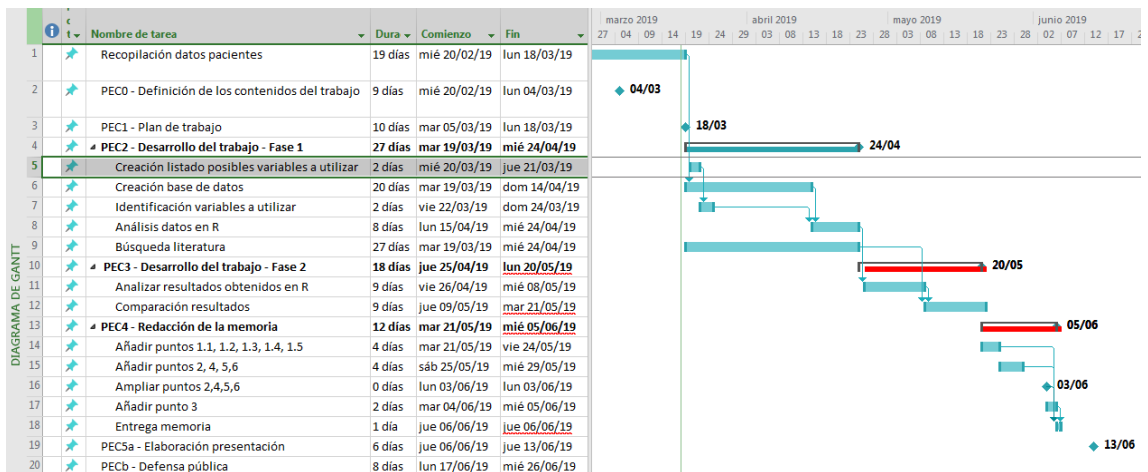 marzo 2019 abril 2019 mayo 2019 junio 2019
t Nombre de tarea Dura Comienzo Fin 27 04 09 14 19 24 29 03 08 13 18 23 28 03 08 13 18 23 28 02 07 12 17 2
1 Recopilación datos pacientes 19 días mié 20/02/19 lun 18/03/19
2 PEC0 - Definición de los contenidos del trabajo 9 días mié 20/02/19 lun 04/03/19 04/03
3 PEC1 - Plan de trabajo 10 días mar 05/03/19 lun 18/03/19 18/03
4 PEC2 - Desarrollo del trabajo - Fase 1 27 días mar 19/03/19 mié 24/04/19 24/04
5 Creación listado posibles variables a utilizar 2 días mié 20/03/19 jue 21/03/19
6 Creación base de datos 20 días mar 19/03/19 dom 14/04/19
7 Identificación variables a utilizar 2 días vie 22/03/19 dom 24/03/19
8 Análisis datos en R 8 días lun 15/04/19 mié 24/04/19
9 Búsqueda literatura 27 días mar 19/03/19 mié 24/04/19
10 PEC3 - Desarrollo del trabajo - Fase 2 18 días jue 25/04/19 lun 20/05/19 20/05
11 Analizar resultados obtenidos en R 9 días vie 26/04/19 mié 08/05/19
12 Comparación resultados 9 días jue 09/05/19 mar 21/05/19
13 PEC4 - Redacción de la memoria 12 días mar 21/05/19 mié 05/06/19 05/06
14 Añadir puntos 1.1, 1.2, 1.3, 1.4, 1.5 4 días mar 21/05/19 vie 24/05/19
15 Añadir puntos 2, 4, 5,6 4 días sáb 25/05/19 mié 29/05/19
16 Ampliar puntos 2,4,5,6 0 días lun 03/06/19 lun 03/06/19 03/06
17 Añadir punto 3 2 días mar 04/06/19 mié 05/06/19
18 Entrega memoria 1 día jue 06/06/19 jue 06/06/19
19 PEC5a - Elaboración presentación 6 días jue 06/06/19 jue 13/06/19 13/06
20 PECb - Defensa pública 8 días lun 17/06/19 mié 26/06/19
DIAGRAMA DE GANTT